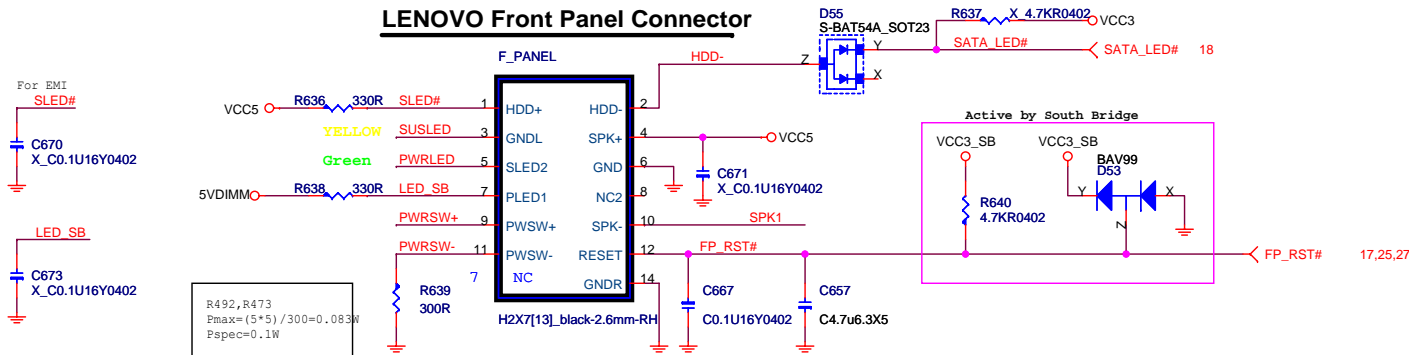 LENOVO Front Panel Connector
D55
S-BAT54A_SOT23
R637 X_4.7KR0402
VCC3
Y
SATA_LED#
SATA_LED# 18
Z
X
HDD-
F_PANEL
For EMI
SLED#
C670
X_C0.1U16Y0402
VCC5
R636 330R SLED#
1 HDD+ HDD- 2
YELLOW SUSLED
3 GNDL SPK+ 4
VCC5
Green PWRLED
5 SLED2 GND 6
C671
X_C0.1U16Y0402
5VDIMM
R638 330R LED_SB
7 PLED1 NC2 8
PWRSW+
9 PWSW+ SPK- 10
SPK1
PWRSW-
11 PWSW- RESET 12
FP_RST#
7 NC
GNDR 14
H2X7[13]_black-2.6mm-RH
LED_SB
C673
X_C0.1U16Y0402
R639
300R
R492,R473
Pmax=(5*5)/300=0.083W
Pspec=0.1W
C667
C0.1U16Y0402
C657
C4.7u6.3X5
Active by South Bridge
VCC3_SB
VCC3_SB
BAV99
D53
Y
X
Z
R640
4.7KR0402
FP_RST# 17,25,27